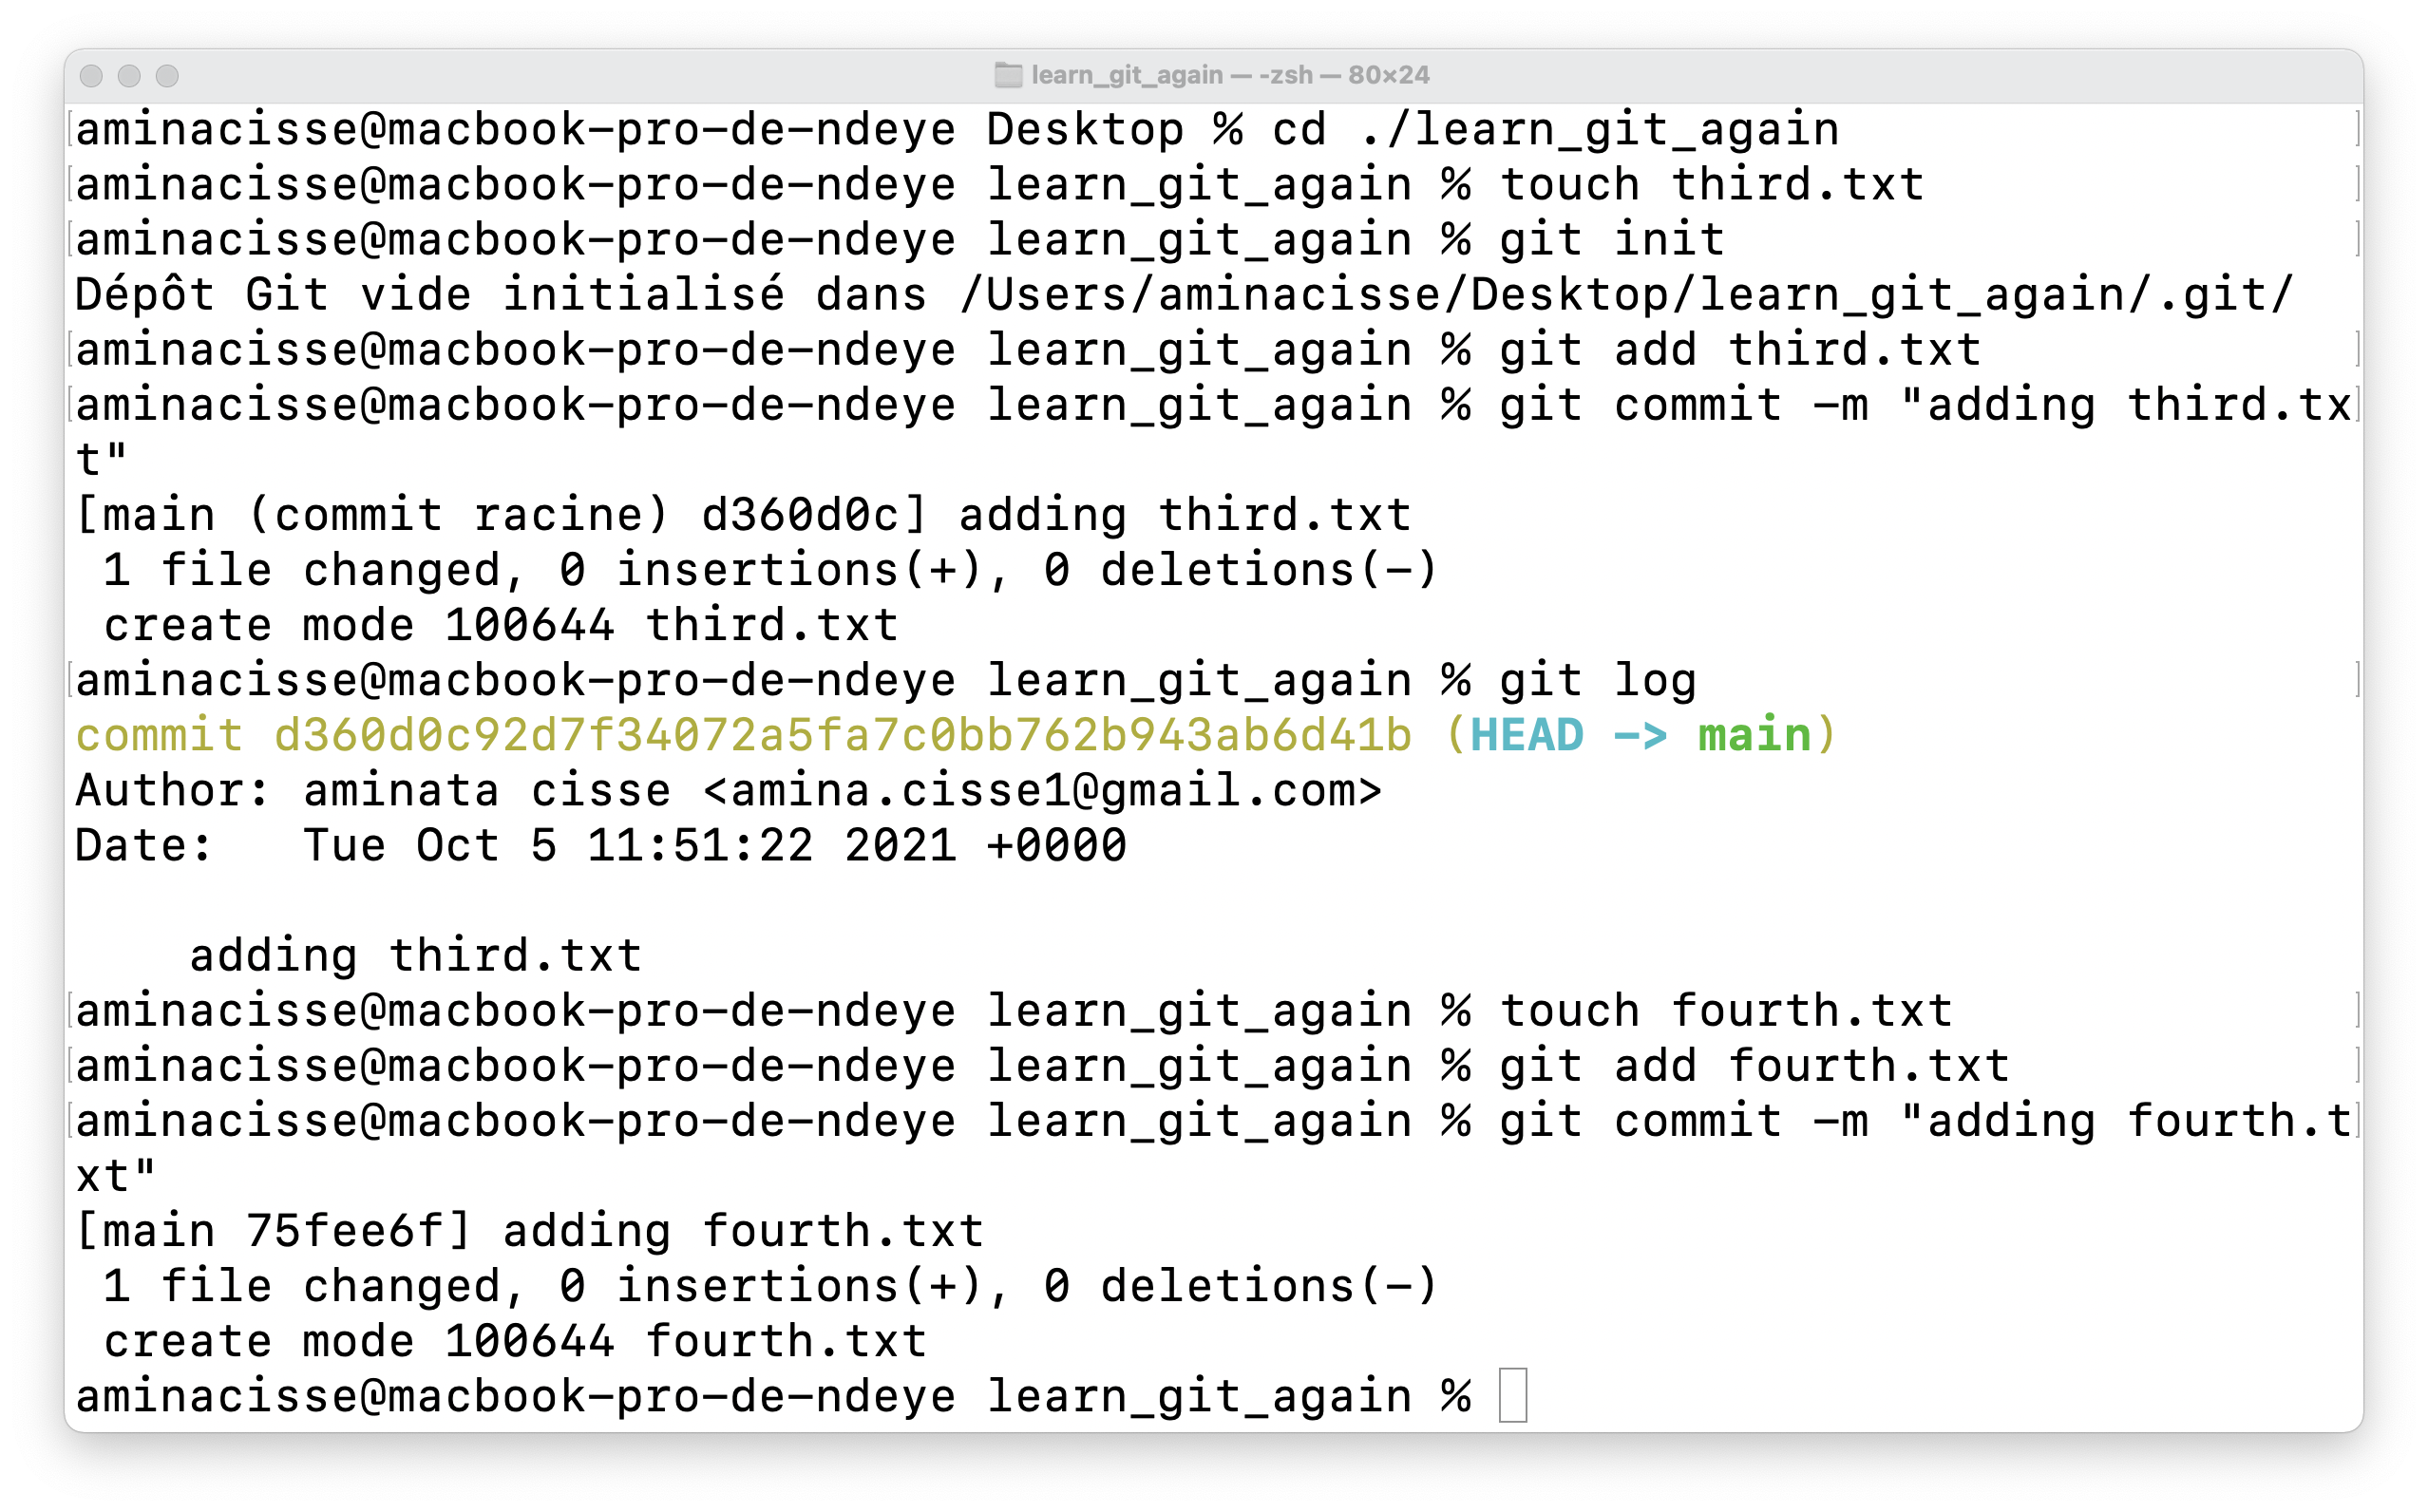 learn_git_again — -zsh — 80×24
aminacisse@macbook-pro-de-ndeye Desktop % cd ./learn_git_again
aminacisse@macbook-pro-de-ndeye learn_git_again % touch third.txt
aminacisse@macbook-pro-de-ndeye learn_git_again % git init
Dépôt Git vide initialisé dans /Users/aminacisse/Desktop/learn_git_again/.git/
aminacisse@macbook-pro-de-ndeye learn_git_again % git add third.txt
aminacisse@macbook-pro-de-ndeye learn_git_again % git commit -m "adding third.tx
t"
[main (commit racine) d360d0c] adding third.txt
 1 file changed, 0 insertions(+), 0 deletions(-)
 create mode 100644 third.txt
aminacisse@macbook-pro-de-ndeye learn_git_again % git log
commit d360d0c92d7f34072a5fa7c0bb762b943ab6d41b (HEAD -> main)
Author: aminata cisse <amina.cisse1@gmail.com>
Date:   Tue Oct 5 11:51:22 2021 +0000
    adding third.txt
aminacisse@macbook-pro-de-ndeye learn_git_again % touch fourth.txt
aminacisse@macbook-pro-de-ndeye learn_git_again % git add fourth.txt
aminacisse@macbook-pro-de-ndeye learn_git_again % git commit -m "adding fourth.t
xt"
[main 75fee6f] adding fourth.txt
 1 file changed, 0 insertions(+), 0 deletions(-)
 create mode 100644 fourth.txt
aminacisse@macbook-pro-de-ndeye learn_git_again %